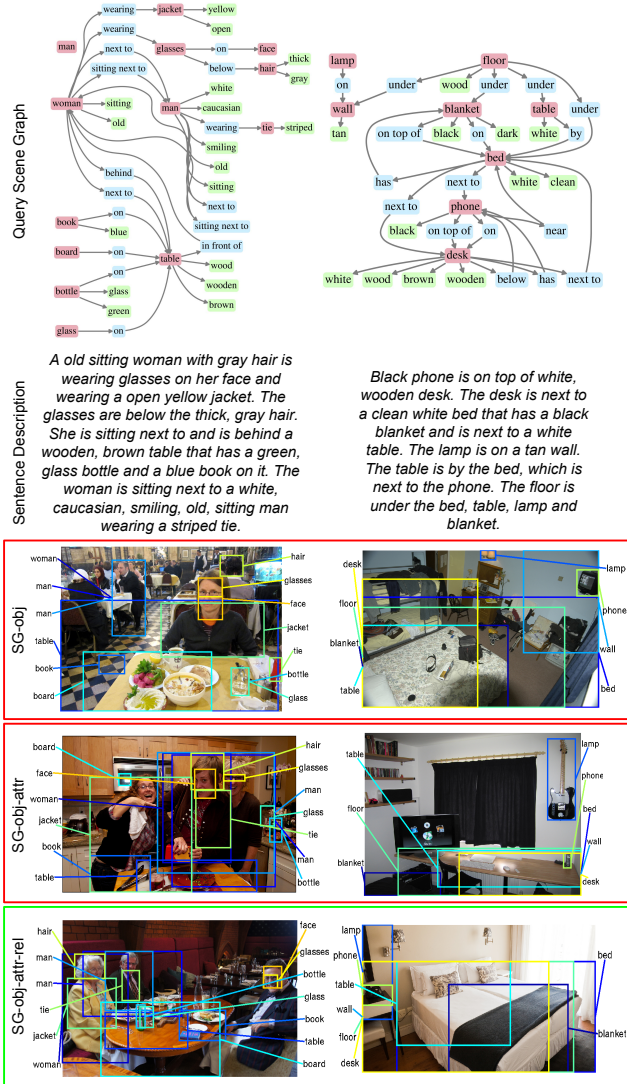 Query Scene Graph
wearing
jacket
yellow
open
man
wearing
glasses
on
face
next to
below
hair
thick
gray
sitting next to
white
woman
man
caucasian
sitting
wearing
tie
striped
old
smiling
old
behind
sitting
next to
next to
book
on
sitting next to
blue
in front of
board
on
table
wood
on
bottle
glass
wooden
green
brown
glass
on
lamp
floor
on
under
wood
under
under
wall
blanket
table
under
tan
on top of
black
on
dark
white
by
bed
has
next to
white
clean
next to
phone
black
on top of
on
near
desk
white
wood
brown
wooden
below
has
next to
Sentence Description
A old sitting woman with gray hair is
wearing glasses on her face and
wearing a open yellow jacket. The
glasses are below the thick, gray hair.
She is sitting next to and is behind a
wooden, brown table that has a green,
glass bottle and a blue book on it. The
woman is sitting next to a white,
caucasian, smiling, old, sitting man
wearing a striped tie.
Black phone is on top of white,
wooden desk. The desk is next to
a clean white bed that has a black
blanket and is next to a white
table. The lamp is on a tan wall.
The table is by the bed, which is
next to the phone. The floor is
under the bed, table, lamp and
blanket.
SG-obj
woman
man
man
table
book
board
hair
glasses
face
jacket
tie
bottle
glass
desk
floor
blanket
table
lamp
phone
wall
bed
SG-obj-attr
board
face
woman
jacket
book
table
hair
glasses
man
glass
tie
man
bottle
table
floor
blanket
lamp
phone
bed
wall
desk
SG-obj-attr-rel
hair
man
man
tie
jacket
woman
face
glasses
bottle
glass
book
table
board
lamp
phone
table
wall
floor
desk
bed
blanket